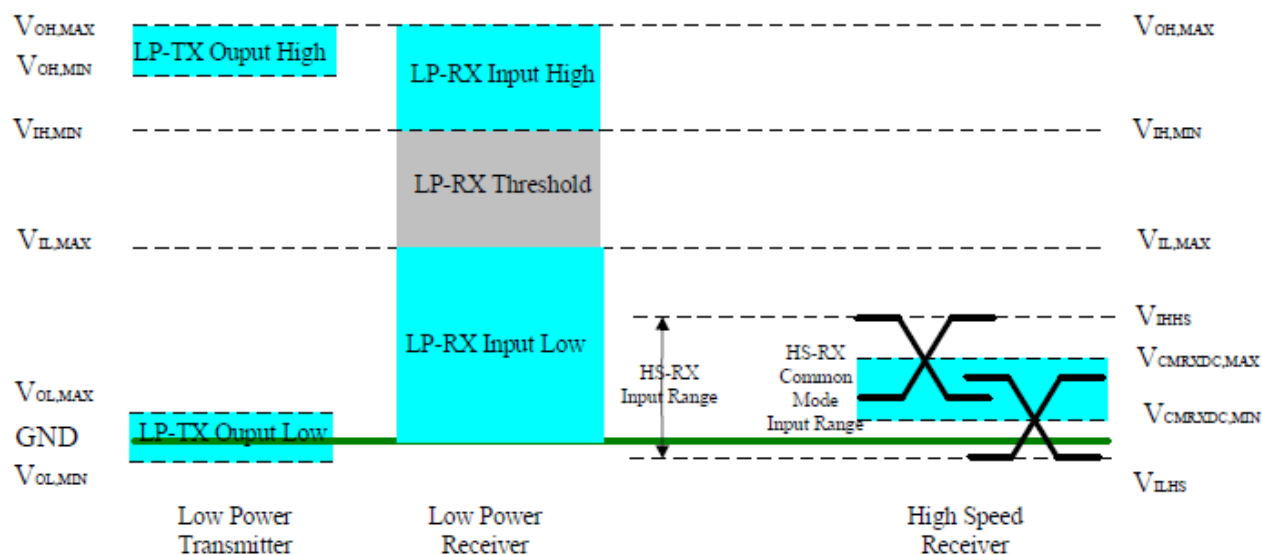 VOH,MAX
LP-TX Ouput High
VOH,MIN
VIH,MIN
VIL,MAX
VOL,MAX
GND
LP-TX Ouput Low
VOL,MIN
Low Power
Transmitter
LP-RX Input High
LP-RX Threshold
LP-RX Input Low
Low Power
Receiver
HS-RX
Input Range
HS-RX
Common
Mode
Input Range
High Speed
Receiver
VOH,MAX
VIH,MIN
VIL,MAX
VIHHS
VCMRXDC,MAX
VCMRXDC,MIN
VILHS